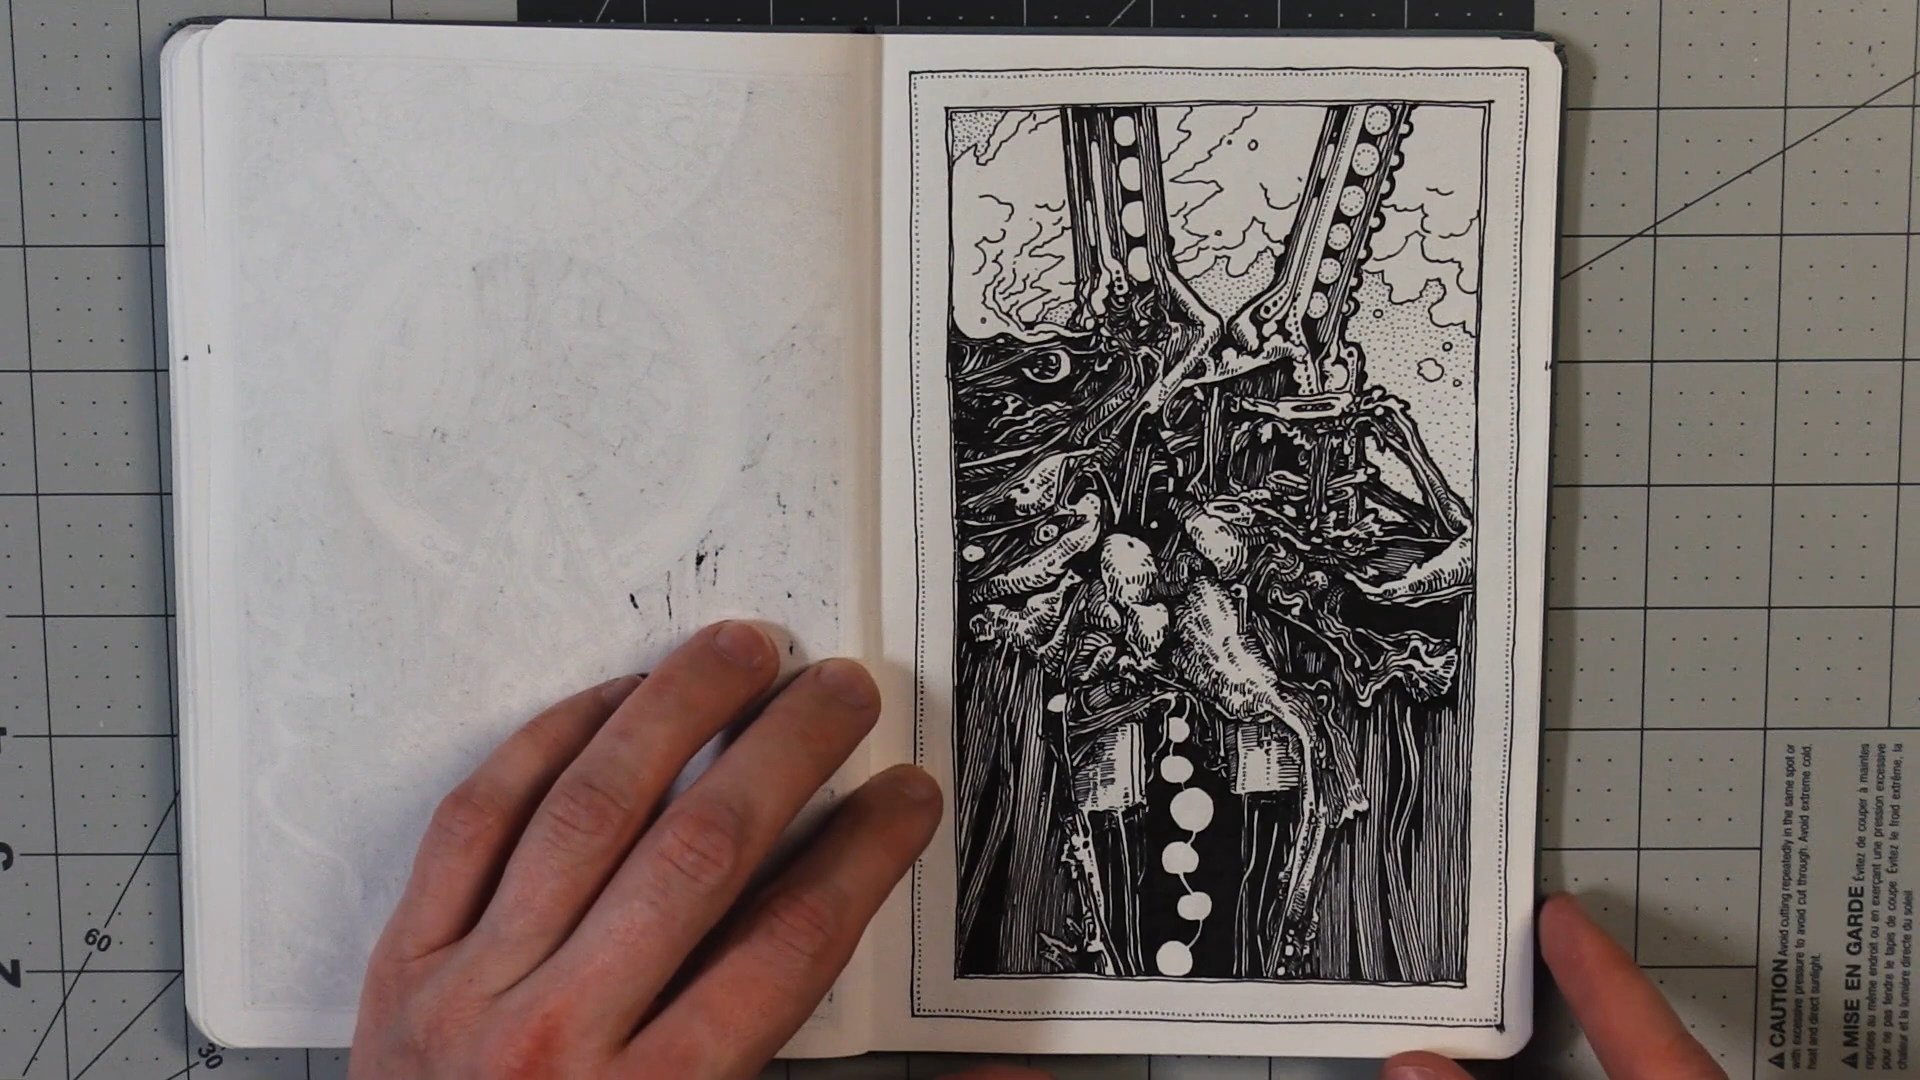 2
3
4
60
30
⚠ CAUTION Avoid cutting repeatedly in the same spot or
with excessive pressure to avoid cut through. Avoid extreme cold,
heat and direct sunlight.
⚠ MISE EN GARDE Évitez de couper à maintes
reprises au même endroit ou en exerçant une pression excessive
pour ne pas fendre le tapis de coupe. Évitez le froid extrême, la
chaleur et la lumière directe du soleil.